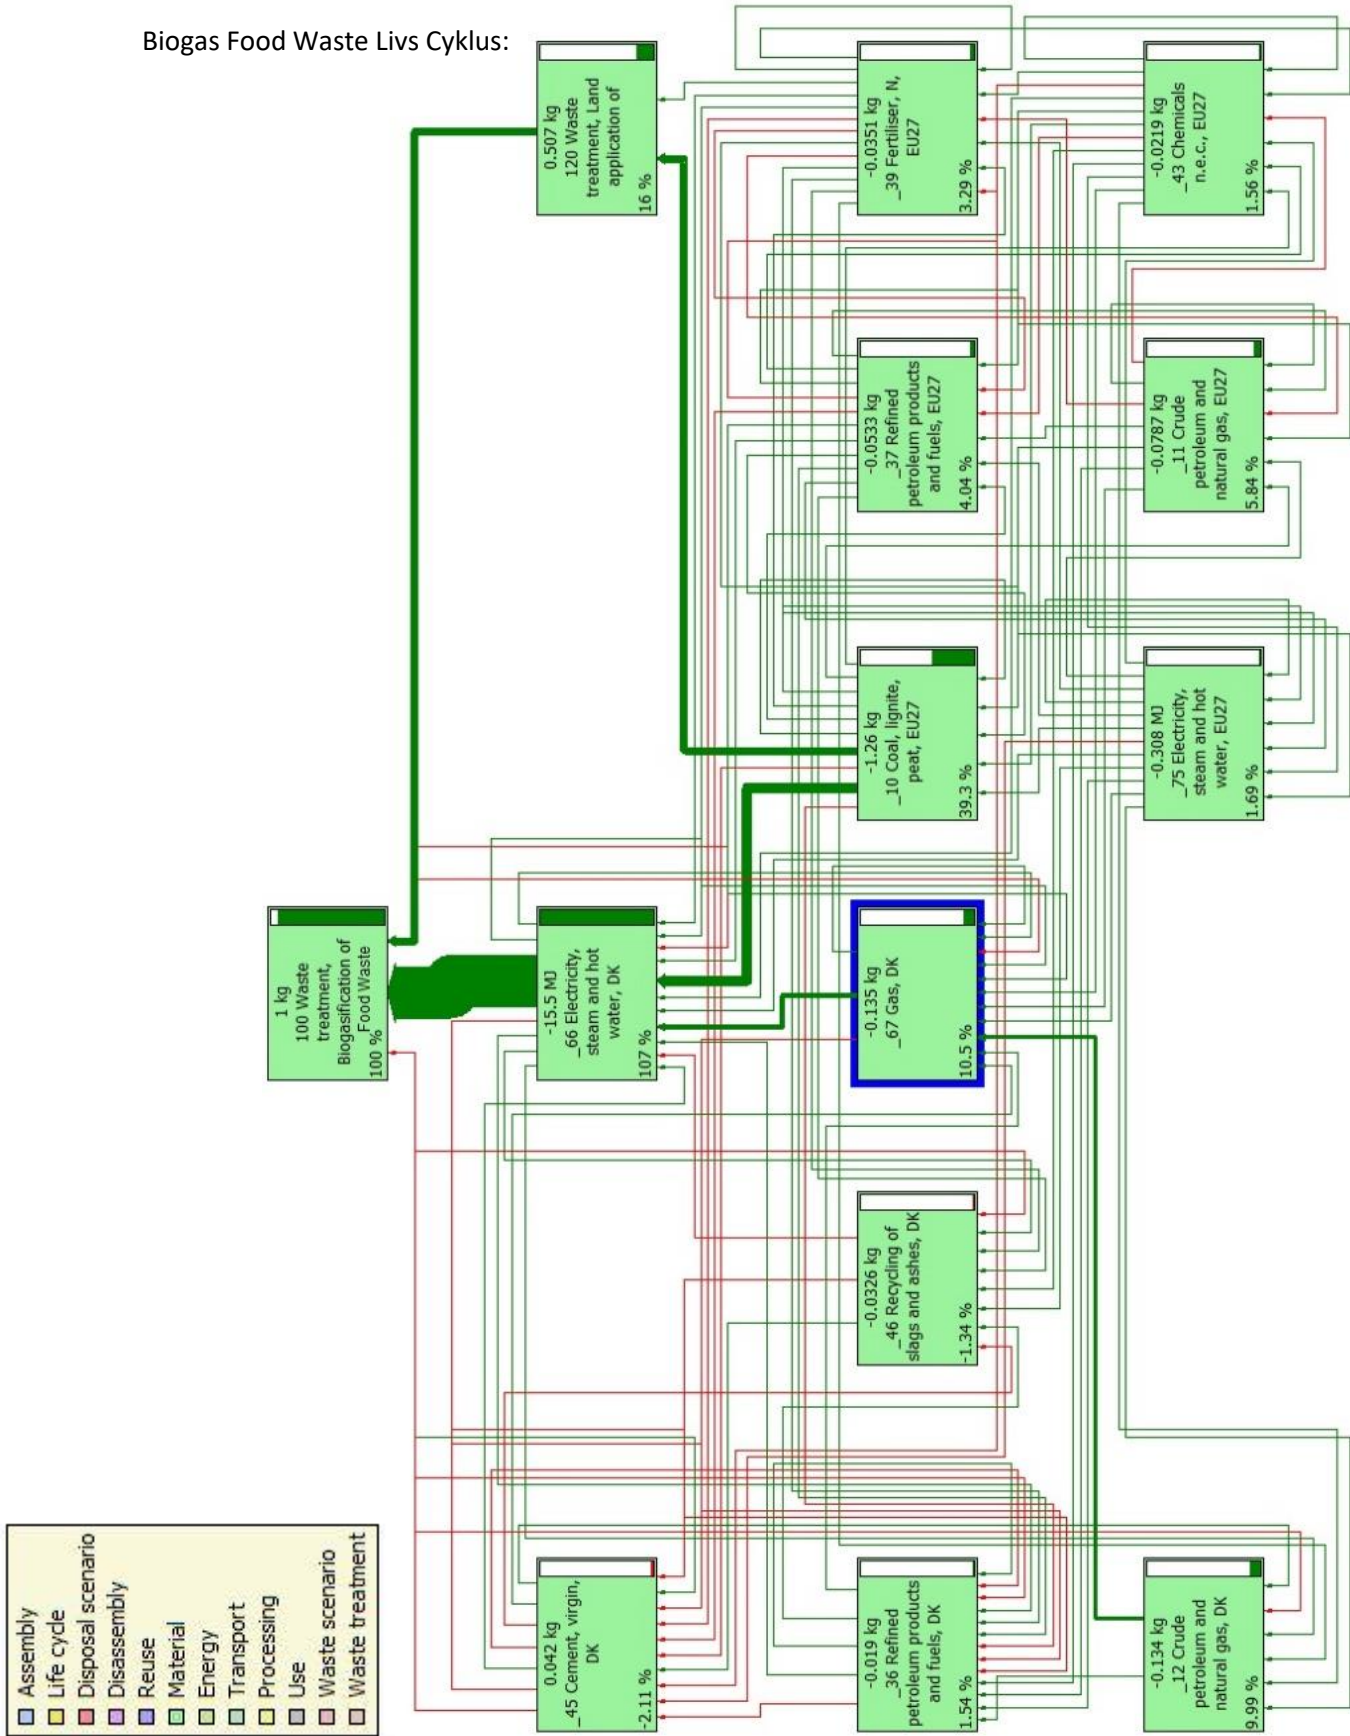 Biogas Food Waste Livs Cyklus:
Assembly
Life cycle
Disposal scenario
Disassembly
Reuse
Material
Energy
Transport
Processing
Use
Waste scenario
Waste treatment
1 kg
100 Waste
treatment,
Biogasification of
Food Waste
100 %
0.042 kg
_45 Cement, virgin,
DK
-2.11 %
-15.5 MJ
_66 Electricity,
steam and hot
water, DK
107 %
0.507 kg
120 Waste
treatment, Land
application of
16 %
-0.019 kg
_36 Refined
petroleum products
and fuels, DK
1.54 %
-0.0326 kg
_46 Recycling of
slags and ashes, DK
-1.34 %
-0.135 kg
_67 Gas, DK
10.5 %
-1.26 kg
_10 Coal, lignite,
peat, EU27
39.3 %
-0.0533 kg
_37 Refined
petroleum products
and fuels, EU27
4.04 %
-0.0351 kg
_39 Fertiliser, N,
EU27
3.29 %
-0.134 kg
_12 Crude
petroleum and
natural gas, DK
9.99 %
-0.308 MJ
_75 Electricity,
steam and hot
water, EU27
1.69 %
-0.0787 kg
_11 Crude
petroleum and
natural gas, EU27
5.84 %
-0.0219 kg
_43 Chemicals
n.e.c., EU27
1.56 %